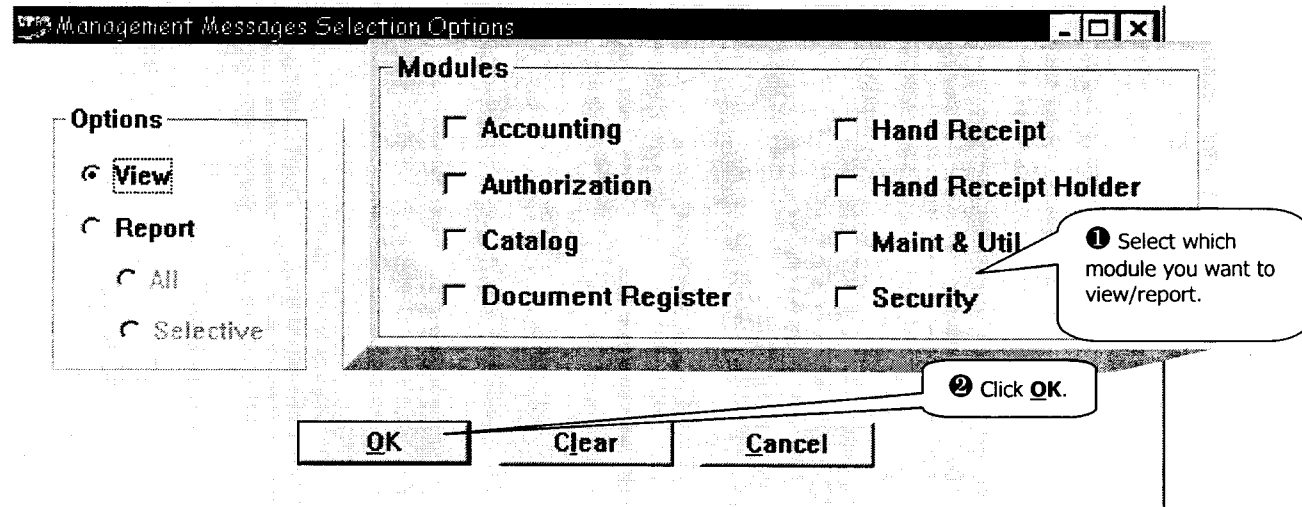 Management Messages Selection Options
Modules
Options
Accounting
Hand Receipt
View
Authorization
Hand Receipt Holder
Report
Catalog
Maint & Util
❶ Select which
module you want to
view/report.
All
Document Register
Security
Selective
❷ Click OK.
OK
Clear
Cancel